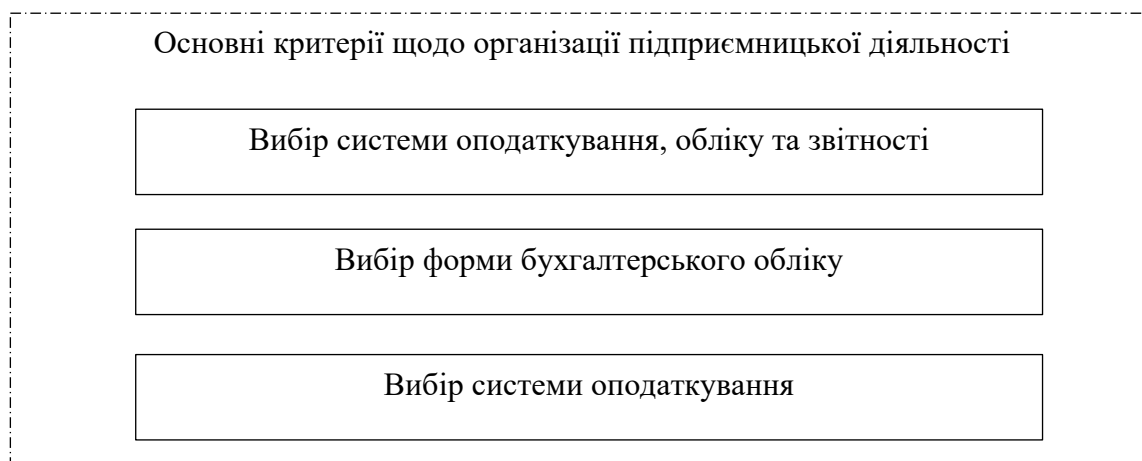 Основні критерії щодо організації підприємницької діяльності
Вибір системи оподаткування, обліку та звітності
Вибір форми бухгалтерського обліку
Вибір системи оподаткування